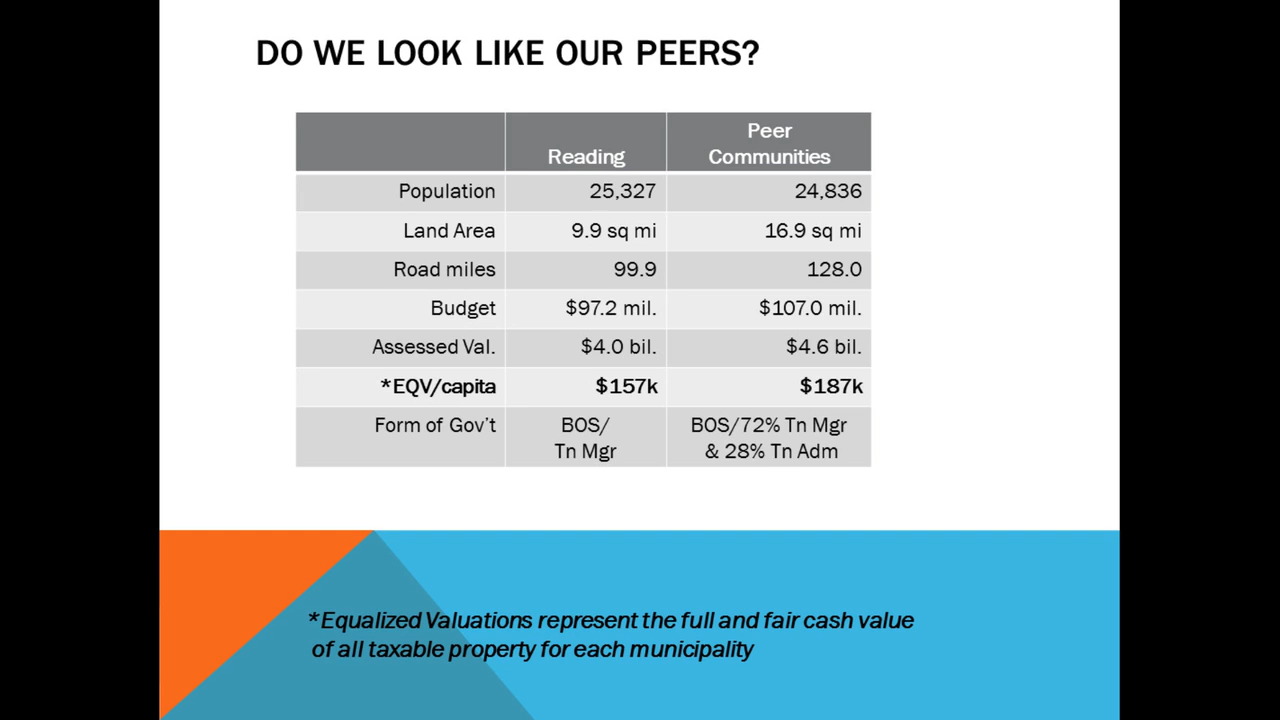 DO WE LOOK LIKE OUR PEERS?
Reading
Peer
Communities
Population 25,327 24,836
Land Area 9.9 sq mi 16.9 sq mi
Road miles 99.9 128.0
Budget $97.2 mil. $107.0 mil.
Assessed Val. $4.0 bil. $4.6 bil.
*EQV/capita $157k $187k
Form of Gov't BOS/ BOS/72% Tn Mgr
Tn Mgr & 28% Tn Adm
*Equalized Valuations represent the full and fair cash value
of all taxable property for each municipality